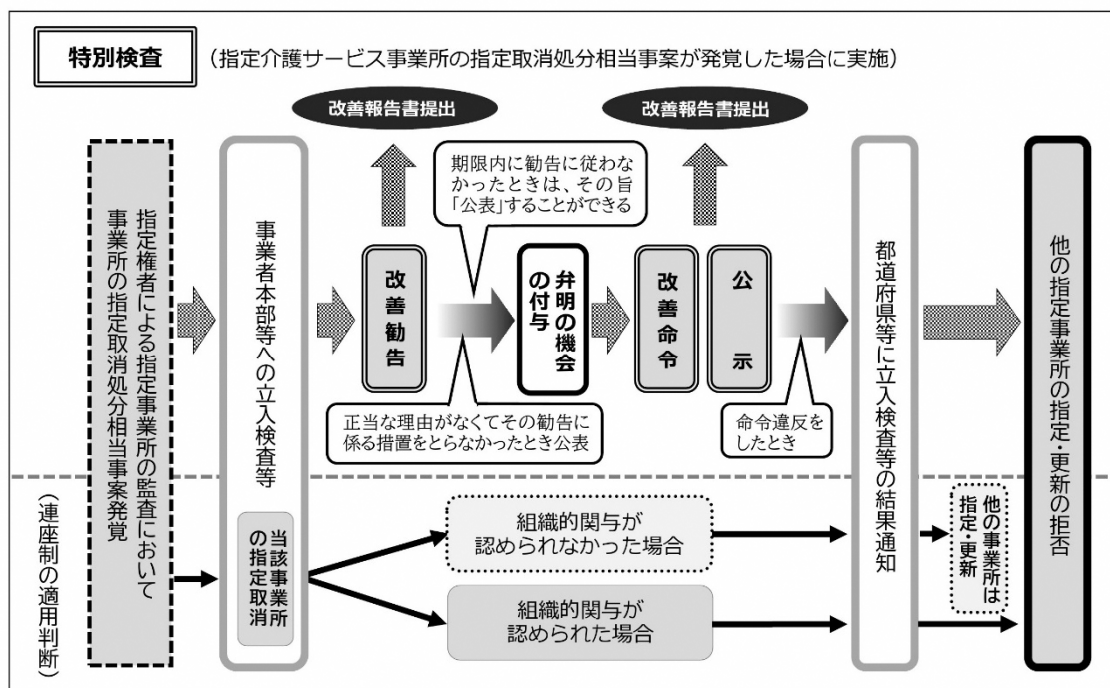 特別検査
（指定介護サービス事業所の指定取消処分相当事案が発覚した場合に実施）
改善報告書提出
改善報告書提出
指定権者による指定事業所の監査において
事業所の指定取消処分相当事案発覚
事業者本部等への立入検査等
改善勧告
期限内に勧告に従わな
かったときは、その旨
「公表」することができる
正当な理由がなくてその勧告に
係る措置をとらなかったとき公表
弁明の機会
の付与
改善命令
公示
命令違反を
したとき
都道府県等に立入検査等の結果通知
他の指定事業所の指定・更新の拒否
（連座制の適用判断）
当該事業所
の指定取消
組織的関与が
認められなかった場合
組織的関与が
認められた場合
他の事業所は
指定・更新